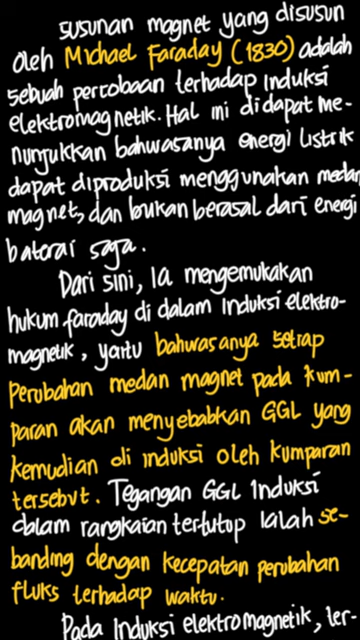 susunan magnet yang disusun
oleh Michael Faraday (1830) adalah
sebuah percobaan terhadap Induksi
elektromagnetik. Hal ini didapat me-
nunjukkan bahwasanya energi listrik
dapat diproduksi menggunakan medan
magnet, dan bukan berasal dari energi
baterai saja.
Dari sini, Ia mengemukakan
hukum faraday di dalam Induksi elektro-
magnetik, yaitu bahwasanya setiap
perubahan medan magnet pada kum-
paran akan menyebabkan GGL yang
kemudian di induksi oleh kumparan
tersebut. Tegangan GGL Induksi
dalam rangkaian tertutup Ialah se-
banding dengan kecepatan perubahan
fluks terhadap waktu.
Pada Induksi elektromagnetik, ter-